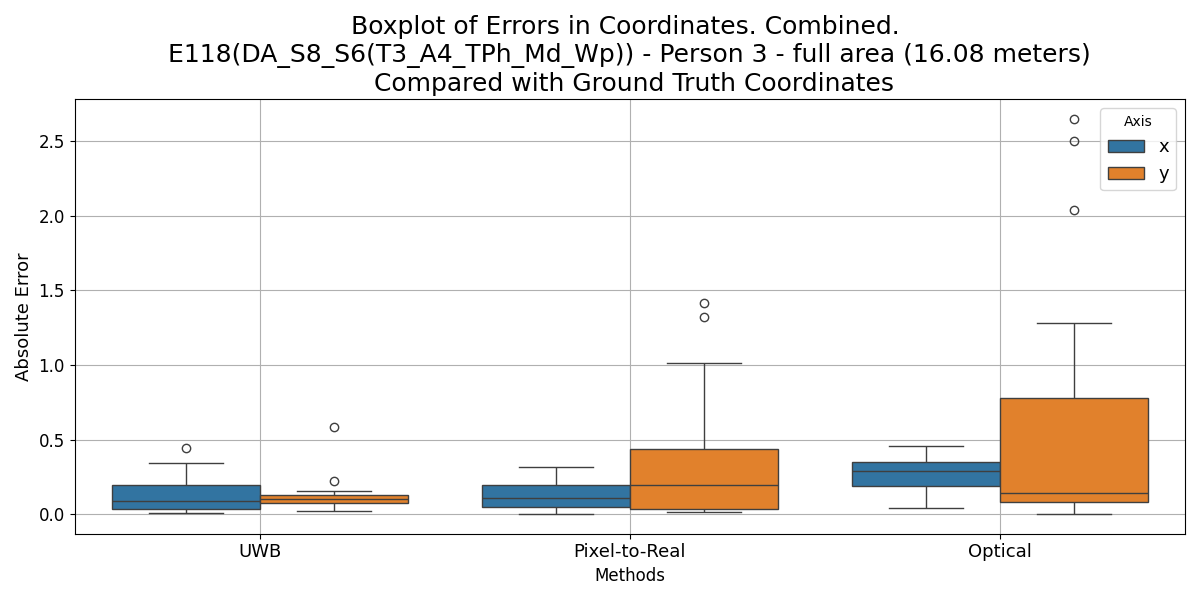 Boxplot of Errors in Coordinates. Combined.
E118(DA_S8_S6(T3_A4_TPh_Md_Wp)) - Person 3 - full area (16.08 meters)
Compared with Ground Truth Coordinates
Axis
x
y
2.5
2.0
1.5
1.0
0.5
0.0
Absolute Error
UWB
Pixel-to-Real
Optical
Methods